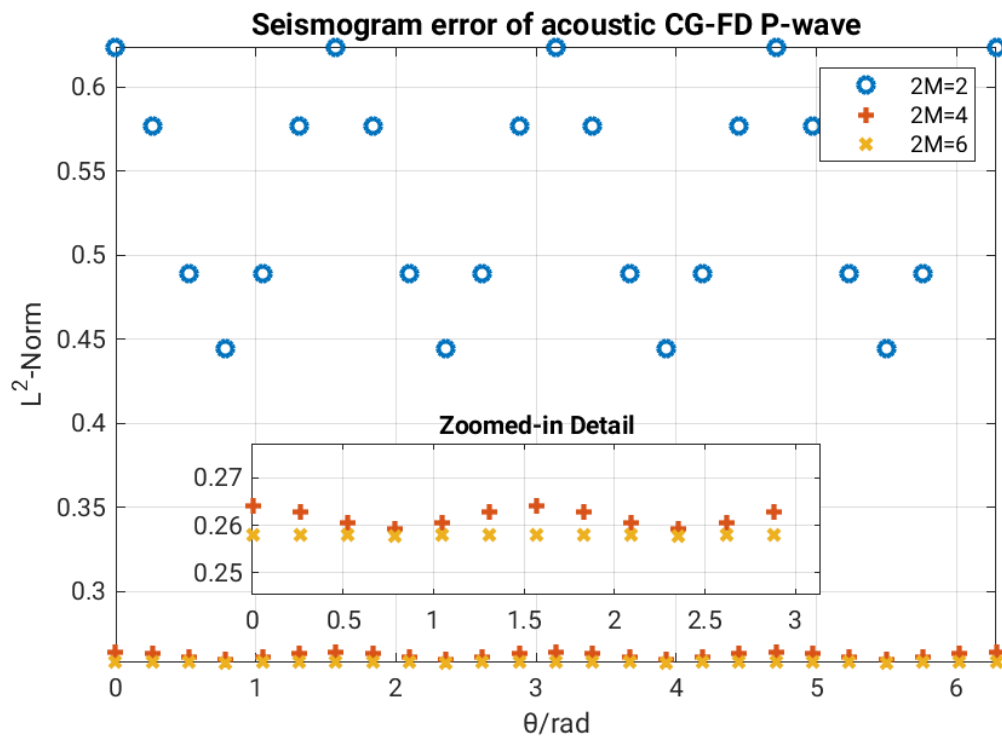 Seismogram error of acoustic CG-FD P-wave
0.6
0.55
0.5
0.45
0.4
0.35
0.3
L²-Norm
2M=2
2M=4
2M=6
Zoomed-in Detail
0.27
0.26
0.25
0 0.5 1 1.5 2 2.5 3
0 1 2 3 4 5 6
θ/rad